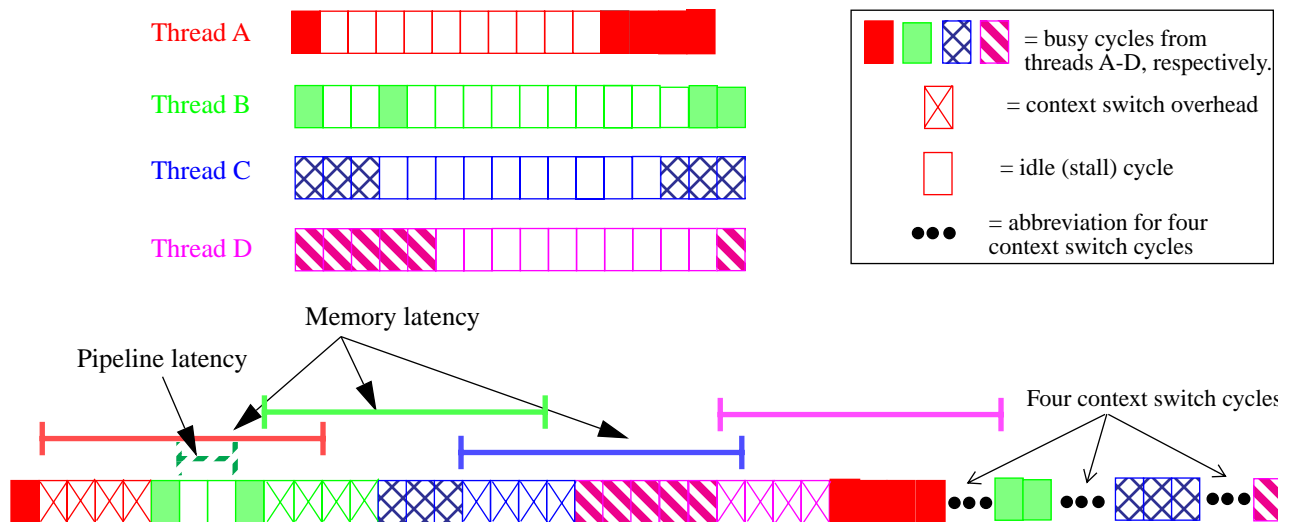 Thread A
Thread B
Thread C
Thread D
= busy cycles from
threads A-D, respectively.
= context switch overhead
= idle (stall) cycle
= abbreviation for four
context switch cycles
Memory latency
Pipeline latency
Four context switch cycles